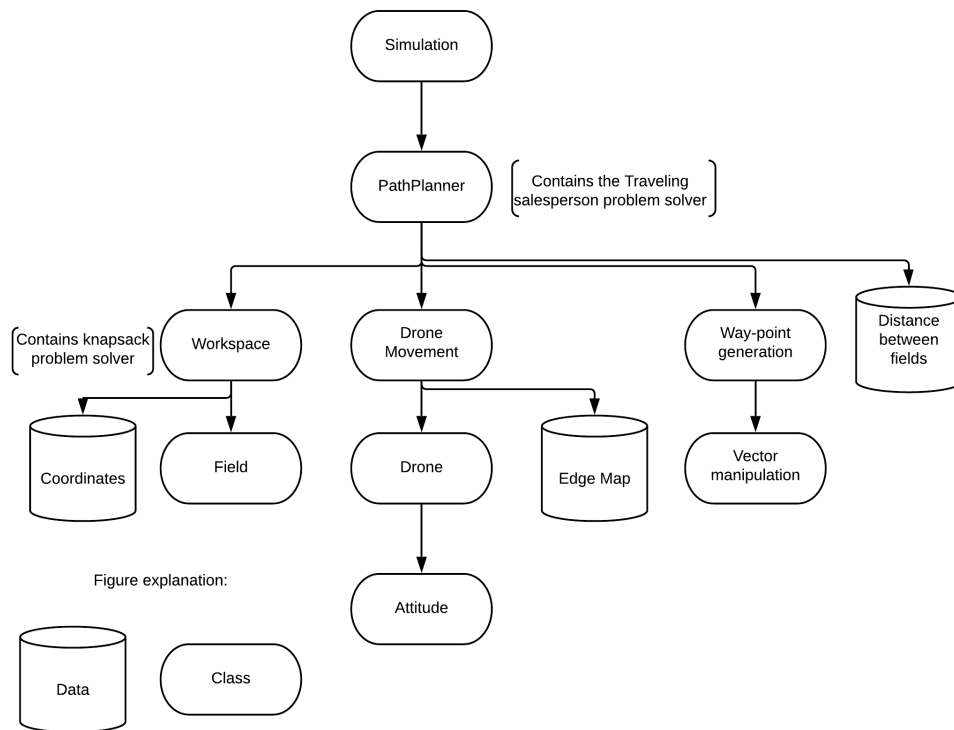 Simulation
PathPlanner
Contains the Traveling
salesperson problem solver
Contains knapsack
problem solver
Workspace
Drone
Movement
Way-point
generation
Distance
between
fields
Coordinates
Field
Drone
Edge Map
Vector
manipulation
Figure explanation:
Attitude
Data
Class